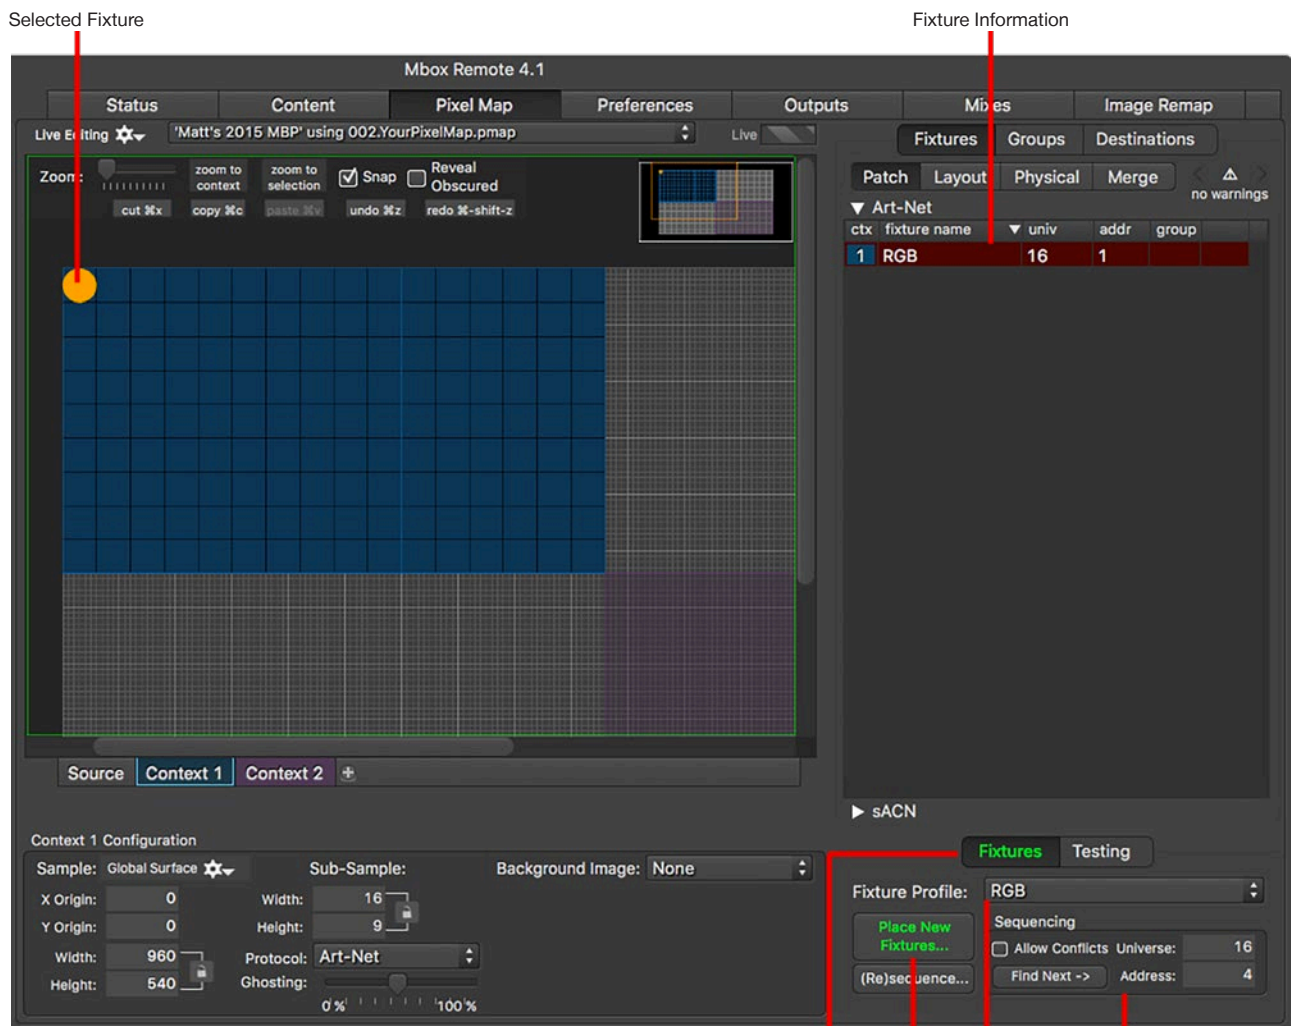 Selected Fixture
Fixture Information
Mbox Remote 4.1
Status Content Pixel Map Preferences Outputs Mixes Image Remap
Live Editing 'Matt's 2015 MBP' using 002.YourPixelMap.pmap Live
Fixtures Groups Destinations
Zoom: zoom to context zoom to selection Snap Reveal Obscured
cut ⌘x copy ⌘c paste ⌘v undo ⌘z redo ⌘-shift-z
Patch Layout Physical Merge no warnings
▼ Art-Net
ctx fixture name ▼ univ addr group
1 RGB 16 1
Source Context 1 Context 2 +
▶ sACN
Context 1 Configuration
Fixtures Testing
Sample: Global Surface Sub-Sample: Background Image: None
X Origin: 0 Width: 16
Y Origin: 0 Height: 9
Width: 960 Protocol: Art-Net
Height: 540 Ghosting:
0% 100%
Fixture Profile: RGB
Place New Fixtures...
(Re)sequence...
Sequencing
Allow Conflicts Universe: 16
Find Next -> Address: 4